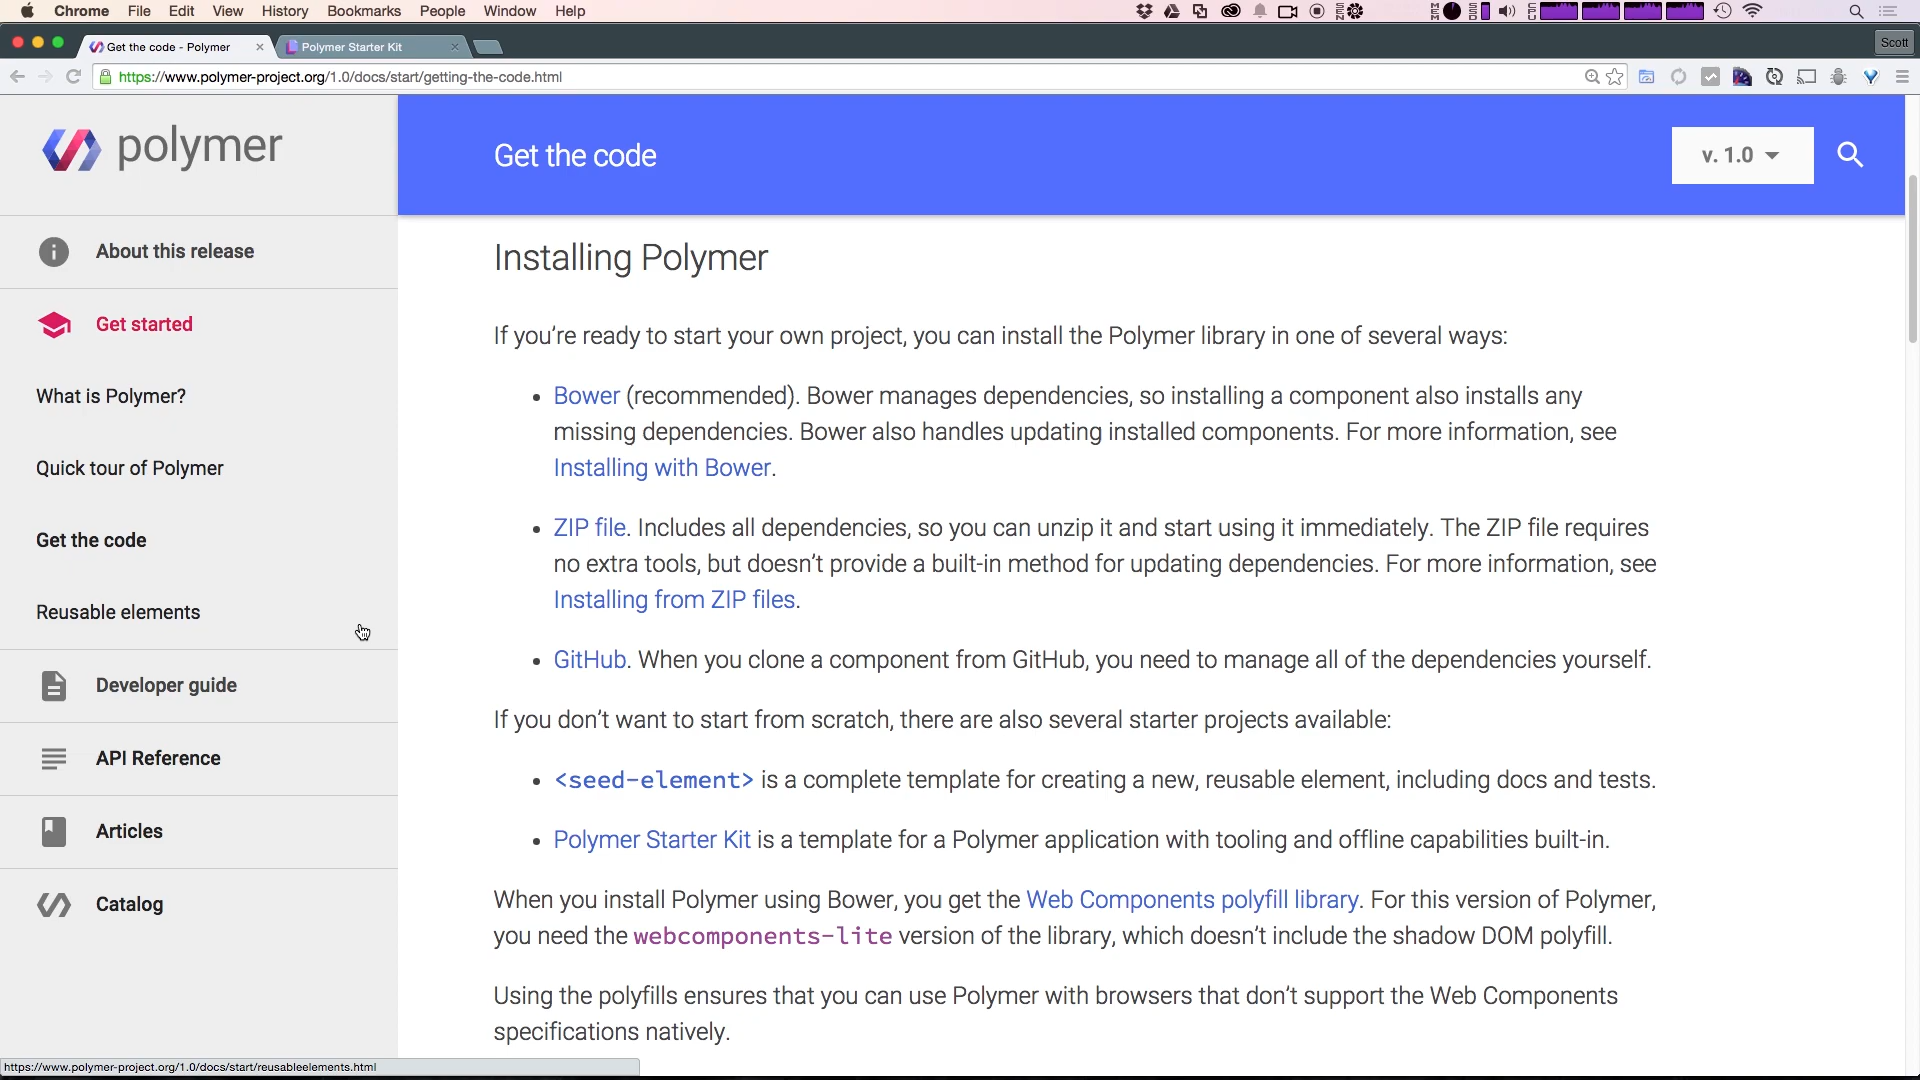 Chrome File Edit View History Bookmarks People Window Help
Get the code - Polymer
Polymer Starter Kit
Scott
https://www.polymer-project.org/1.0/docs/start/getting-the-code.html
polymer
Get the code
v. 1.0
About this release
Get started
What is Polymer?
Quick tour of Polymer
Get the code
Reusable elements
Developer guide
API Reference
Articles
Catalog
Installing Polymer
If you’re ready to start your own project, you can install the Polymer library in one of several ways:
• Bower (recommended). Bower manages dependencies, so installing a component also installs any
missing dependencies. Bower also handles updating installed components. For more information, see
Installing with Bower.
• ZIP file. Includes all dependencies, so you can unzip it and start using it immediately. The ZIP file requires
no extra tools, but doesn’t provide a built-in method for updating dependencies. For more information, see
Installing from ZIP files.
• GitHub. When you clone a component from GitHub, you need to manage all of the dependencies yourself.
If you don’t want to start from scratch, there are also several starter projects available:
• <seed-element> is a complete template for creating a new, reusable element, including docs and tests.
• Polymer Starter Kit is a template for a Polymer application with tooling and offline capabilities built-in.
When you install Polymer using Bower, you get the Web Components polyfill library. For this version of Polymer,
you need the webcomponents-lite version of the library, which doesn’t include the shadow DOM polyfill.
Using the polyfills ensures that you can use Polymer with browsers that don’t support the Web Components
specifications natively.
https://www.polymer-project.org/1.0/docs/start/reusableelements.html